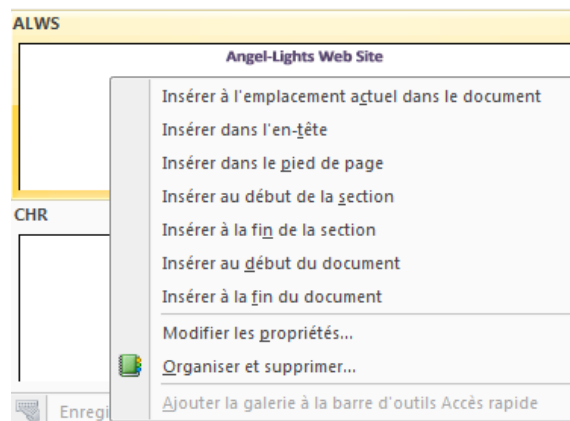 ALWS
Angel-Lights Web Site
Insérer à l'emplacement actuel dans le document
Insérer dans l'en-tête
Insérer dans le pied de page
Insérer au début de la section
Insérer à la fin de la section
CHR
Insérer au début du document
Insérer à la fin du document
Modifier les propriétés...
Organiser et supprimer...
Ajouter la galerie à la barre d'outils Accès rapide
Enregi